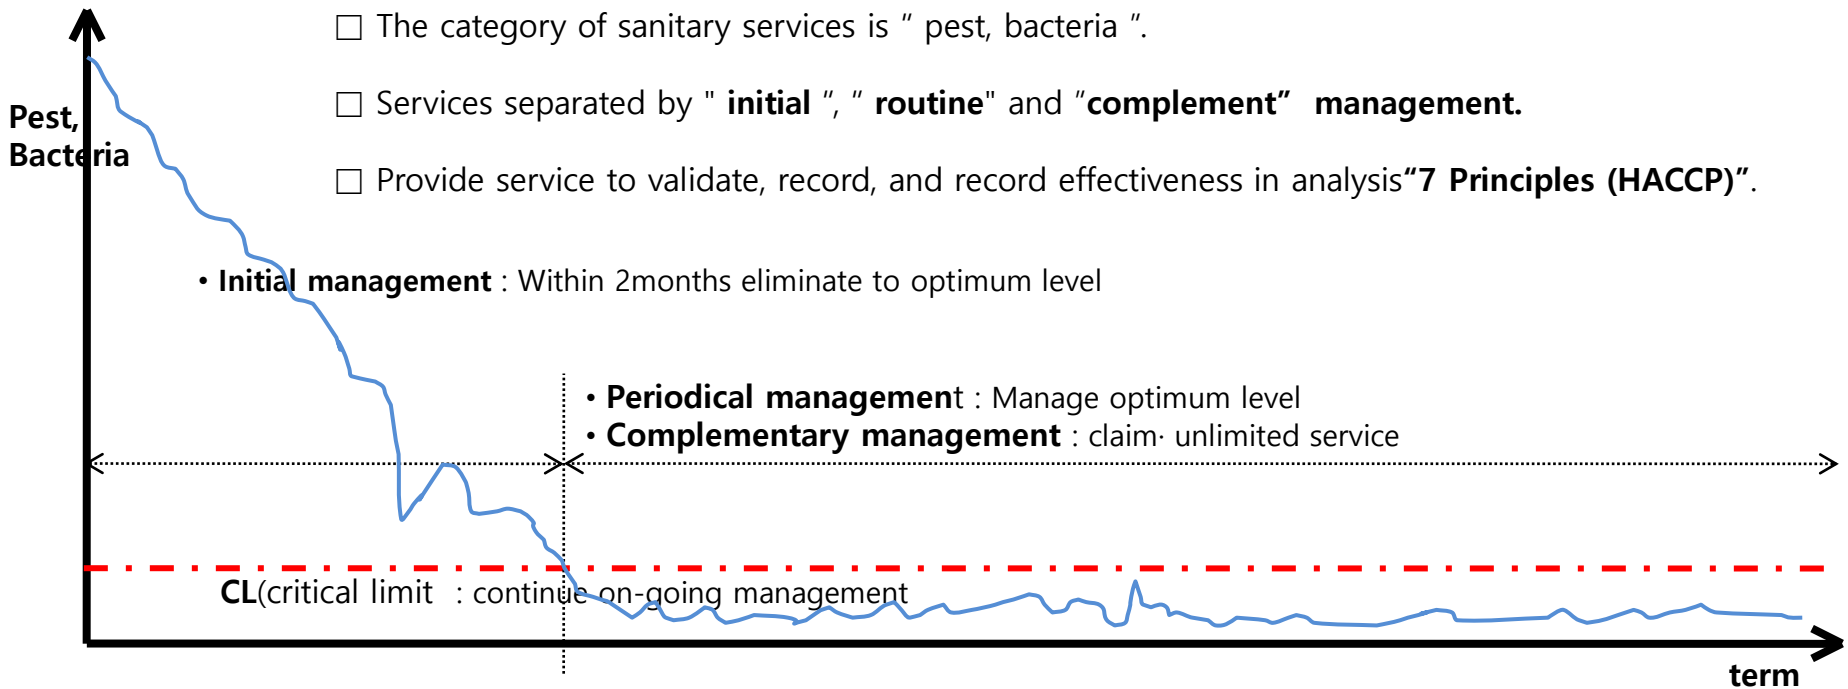 □ The category of sanitary services is “ pest, bacteria ”.
Pest,
Bacteria
□ Services separated by " initial ”, “ routine" and “complement” management.
□ Provide service to validate, record, and record effectiveness in analysis“7 Principles (HACCP)”.
• Initial management : Within 2months eliminate to optimum level
• Periodical management : Manage optimum level
• Complementary management : claim· unlimited service
CL(critical limit : continue on-going management
term